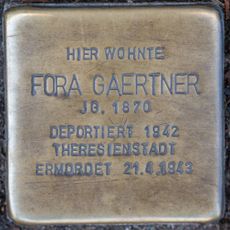 HIER WOHNTE
FORA GAERTNER
JG. 1870
DEPORTIERT 1942
THERESIENSTADT
ERMORDET 21.4.1943